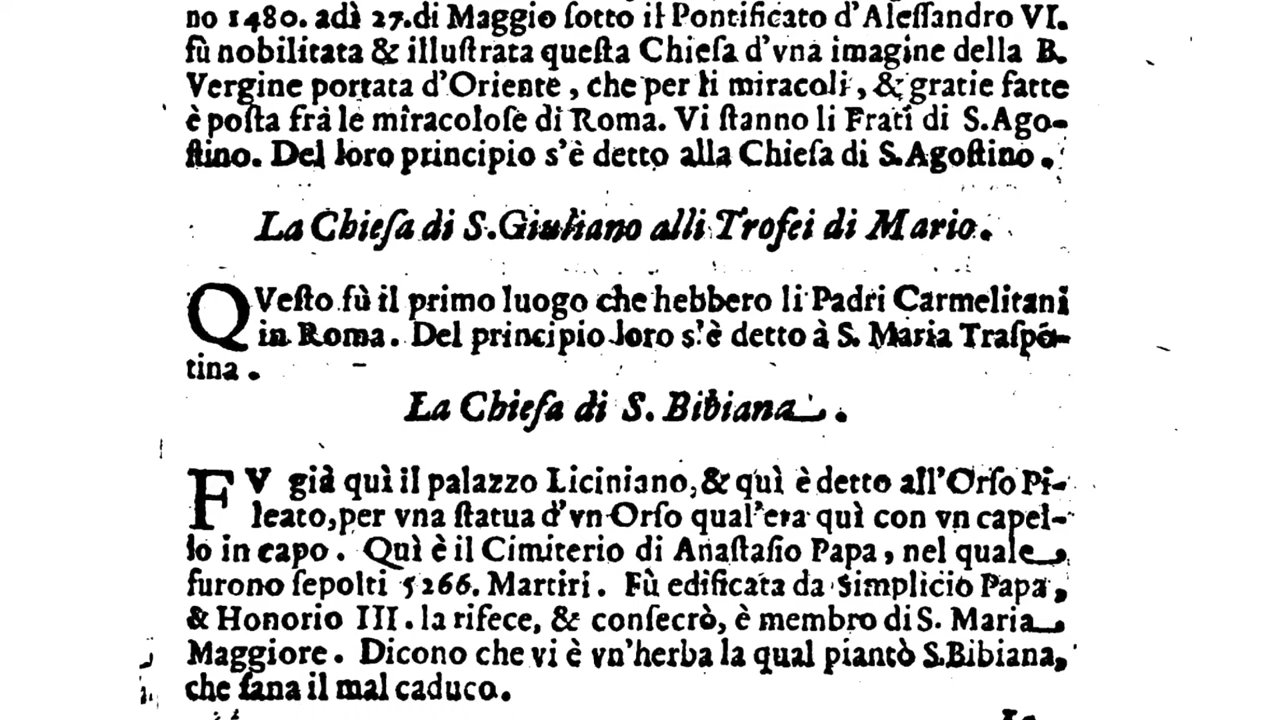 no 1480. adì 27. di Maggio ſotto il Pontificato d'Aleſſandro VI.
fù nobilitata & illuſtrata queſta Chieſa d'vna imagine della B.
Vergine portata d'Oriente, che per li miracoli, & gratie fatte
è poſta frà le miracoloſe di Roma. Vi ſtanno li Frati di S. Ago-
ſtino. Del loro principio s'è detto alla Chieſa di S. Agoſtino.
La Chieſa di S. Giuliano alli Trofei di Mario.
QVeſto fù il primo luogo che hebbero li Padri Carmelitani
in Roma. Del principio loro s'è detto à S. Maria Traſpó-
tina.
La Chieſa di S. Bibiana.
FV già quì il palazzo Liciniano, & quì è detto all'Orſo Pi-
leato, per vna ſtatua d'vn Orſo qual'era quì con vn capel-
lo in capo. Quì è il Cimiterio di Anaſtaſio Papa, nel quale
furono ſepolti 5266. Martiri. Fù edificata da Simplicio Papa,
& Honorio III. la rifece, & conſecrò, è membro di S. Maria
Maggiore. Dicono che vi è vn'herba la qual piantò S. Bibiana,
che ſana il mal caduco.